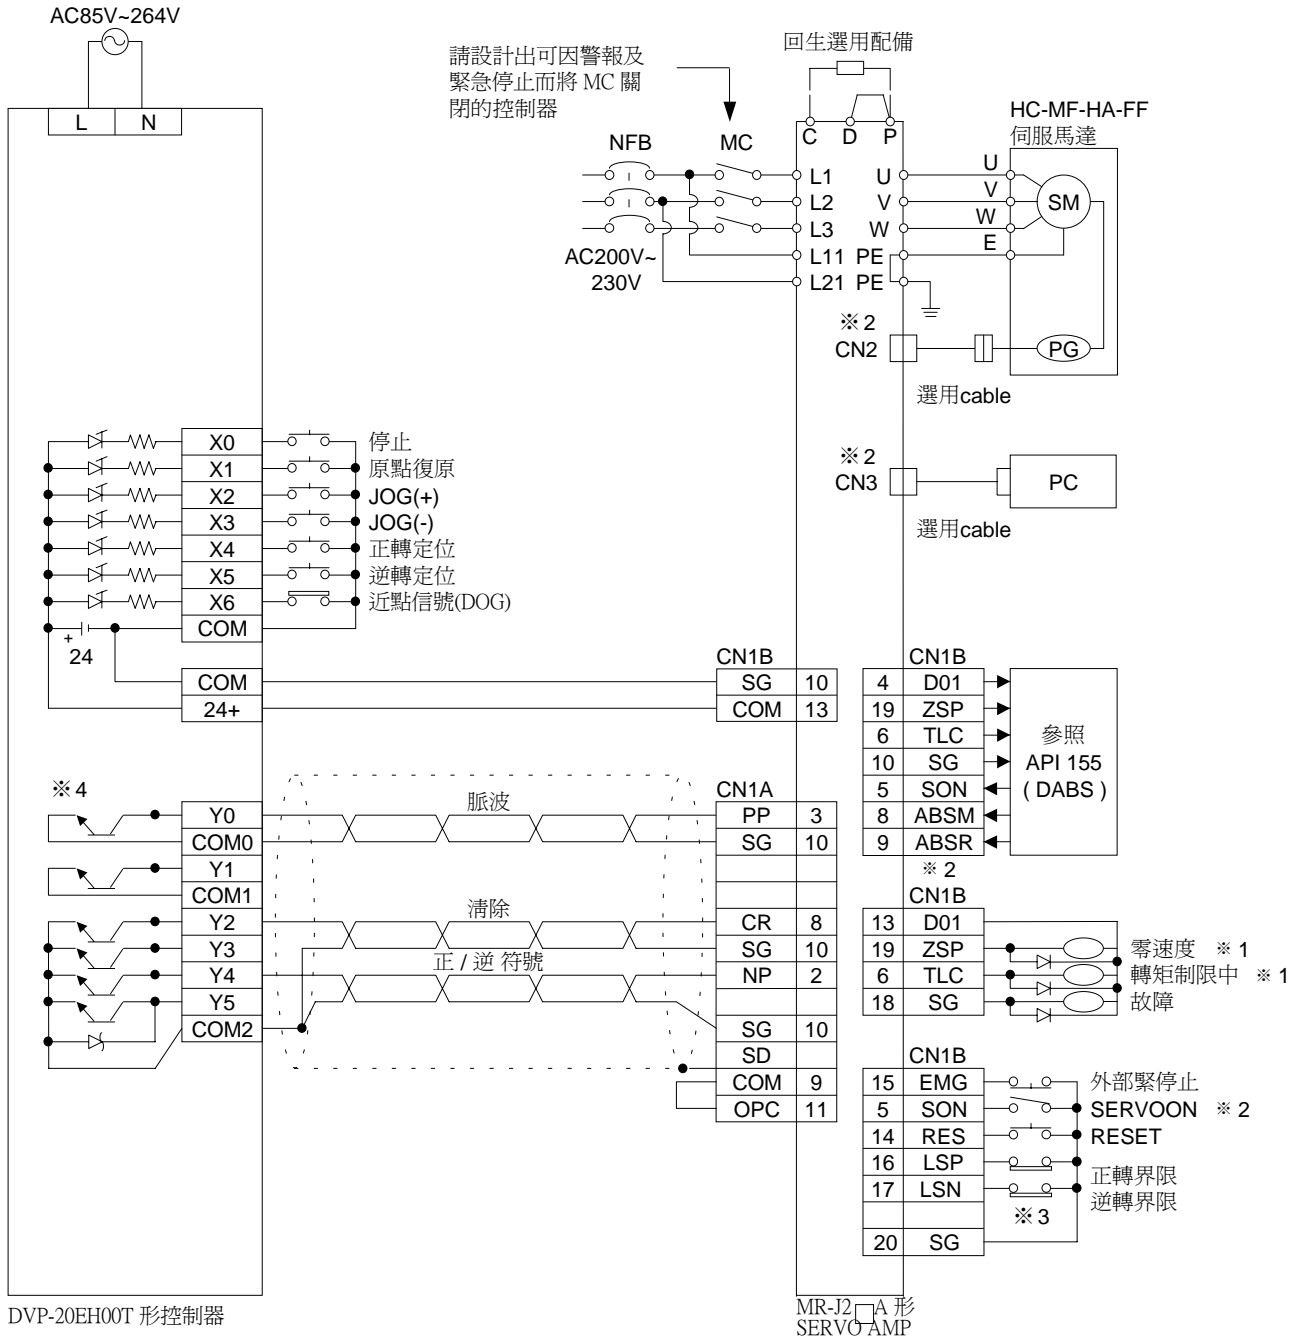 AC85V~264V
L N
請設計出可因警報及
緊急停止而將 MC 關
閉的控制器
回生選用配備
C D P
HC-MF-HA-FF
伺服馬達
NFB MC
L1 U U
L2 V V SM
L3 W W
L11 PE E
L21 PE
AC200V~
230V
※ 2
CN2 PG
選用cable
※ 2
CN3 PC
選用cable
X0 停止
X1 原點復原
X2 JOG(+)
X3 JOG(-)
X4 正轉定位
X5 逆轉定位
X6 近點信號(DOG)
COM
+
24
COM
24+
CN1B
SG 10
COM 13
CN1B
4 D01
19 ZSP
6 TLC
10 SG
5 SON
8 ABSM
9 ABSR
參照
API 155
( DABS )
※ 2
※ 4
Y0
COM0
Y1
COM1
Y2
Y3
Y4
Y5
COM2
脈波
清除
正 / 逆 符號
CN1A
PP 3
SG 10
CR 8
SG 10
NP 2
SG 10
SD
COM 9
OPC 11
CN1B
13 D01
19 ZSP 零速度 ※ 1
6 TLC 轉矩制限中 ※ 1
18 SG 故障
CN1B
15 EMG 外部緊停止
5 SON SERVOON ※ 2
14 RES RESET
16 LSP 正轉界限
17 LSN 逆轉界限
※ 3
20 SG
DVP-20EH00T 形控制器
MR-J2□A 形
SERVO AMP